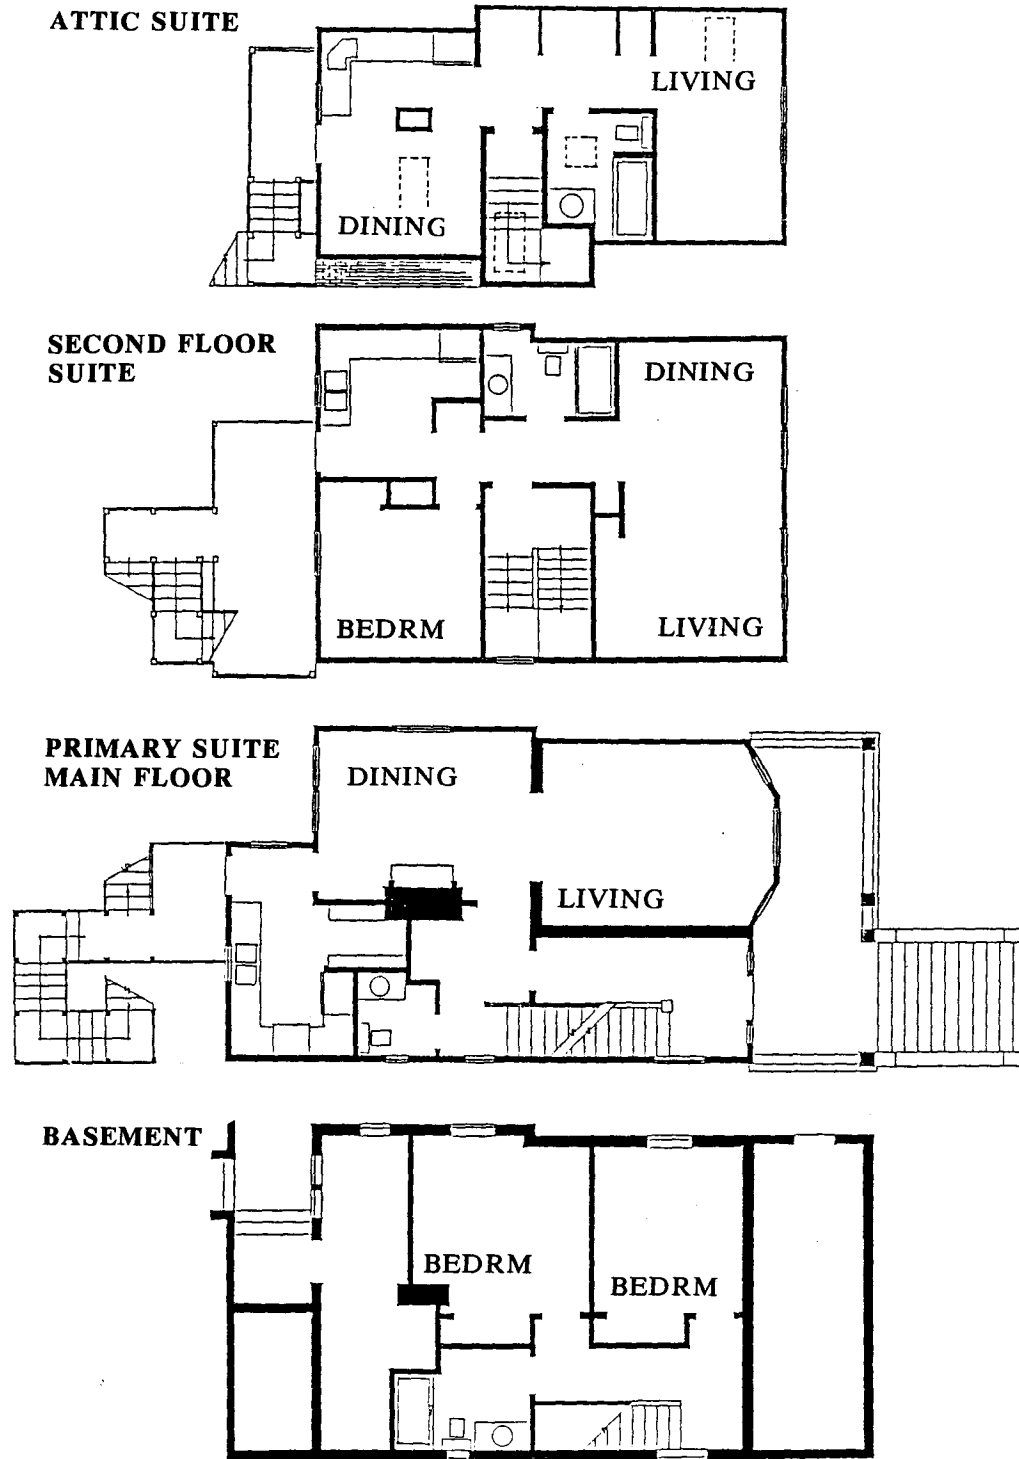 ATTIC SUITE
LIVING
DINING
SECOND FLOOR
SUITE
DINING
BEDRM
LIVING
PRIMARY SUITE
MAIN FLOOR
DINING
LIVING
BASEMENT
BEDRM
BEDRM